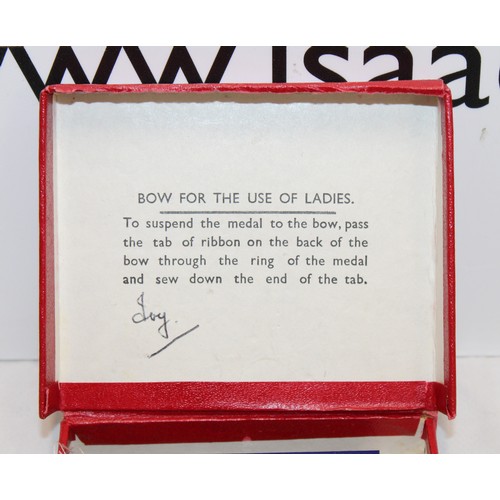 www.Isaac
BOW FOR THE USE OF LADIES.
To suspend the medal to the bow, pass
the tab of ribbon on the back of the
bow through the ring of the medal
and sew down the end of the tab.